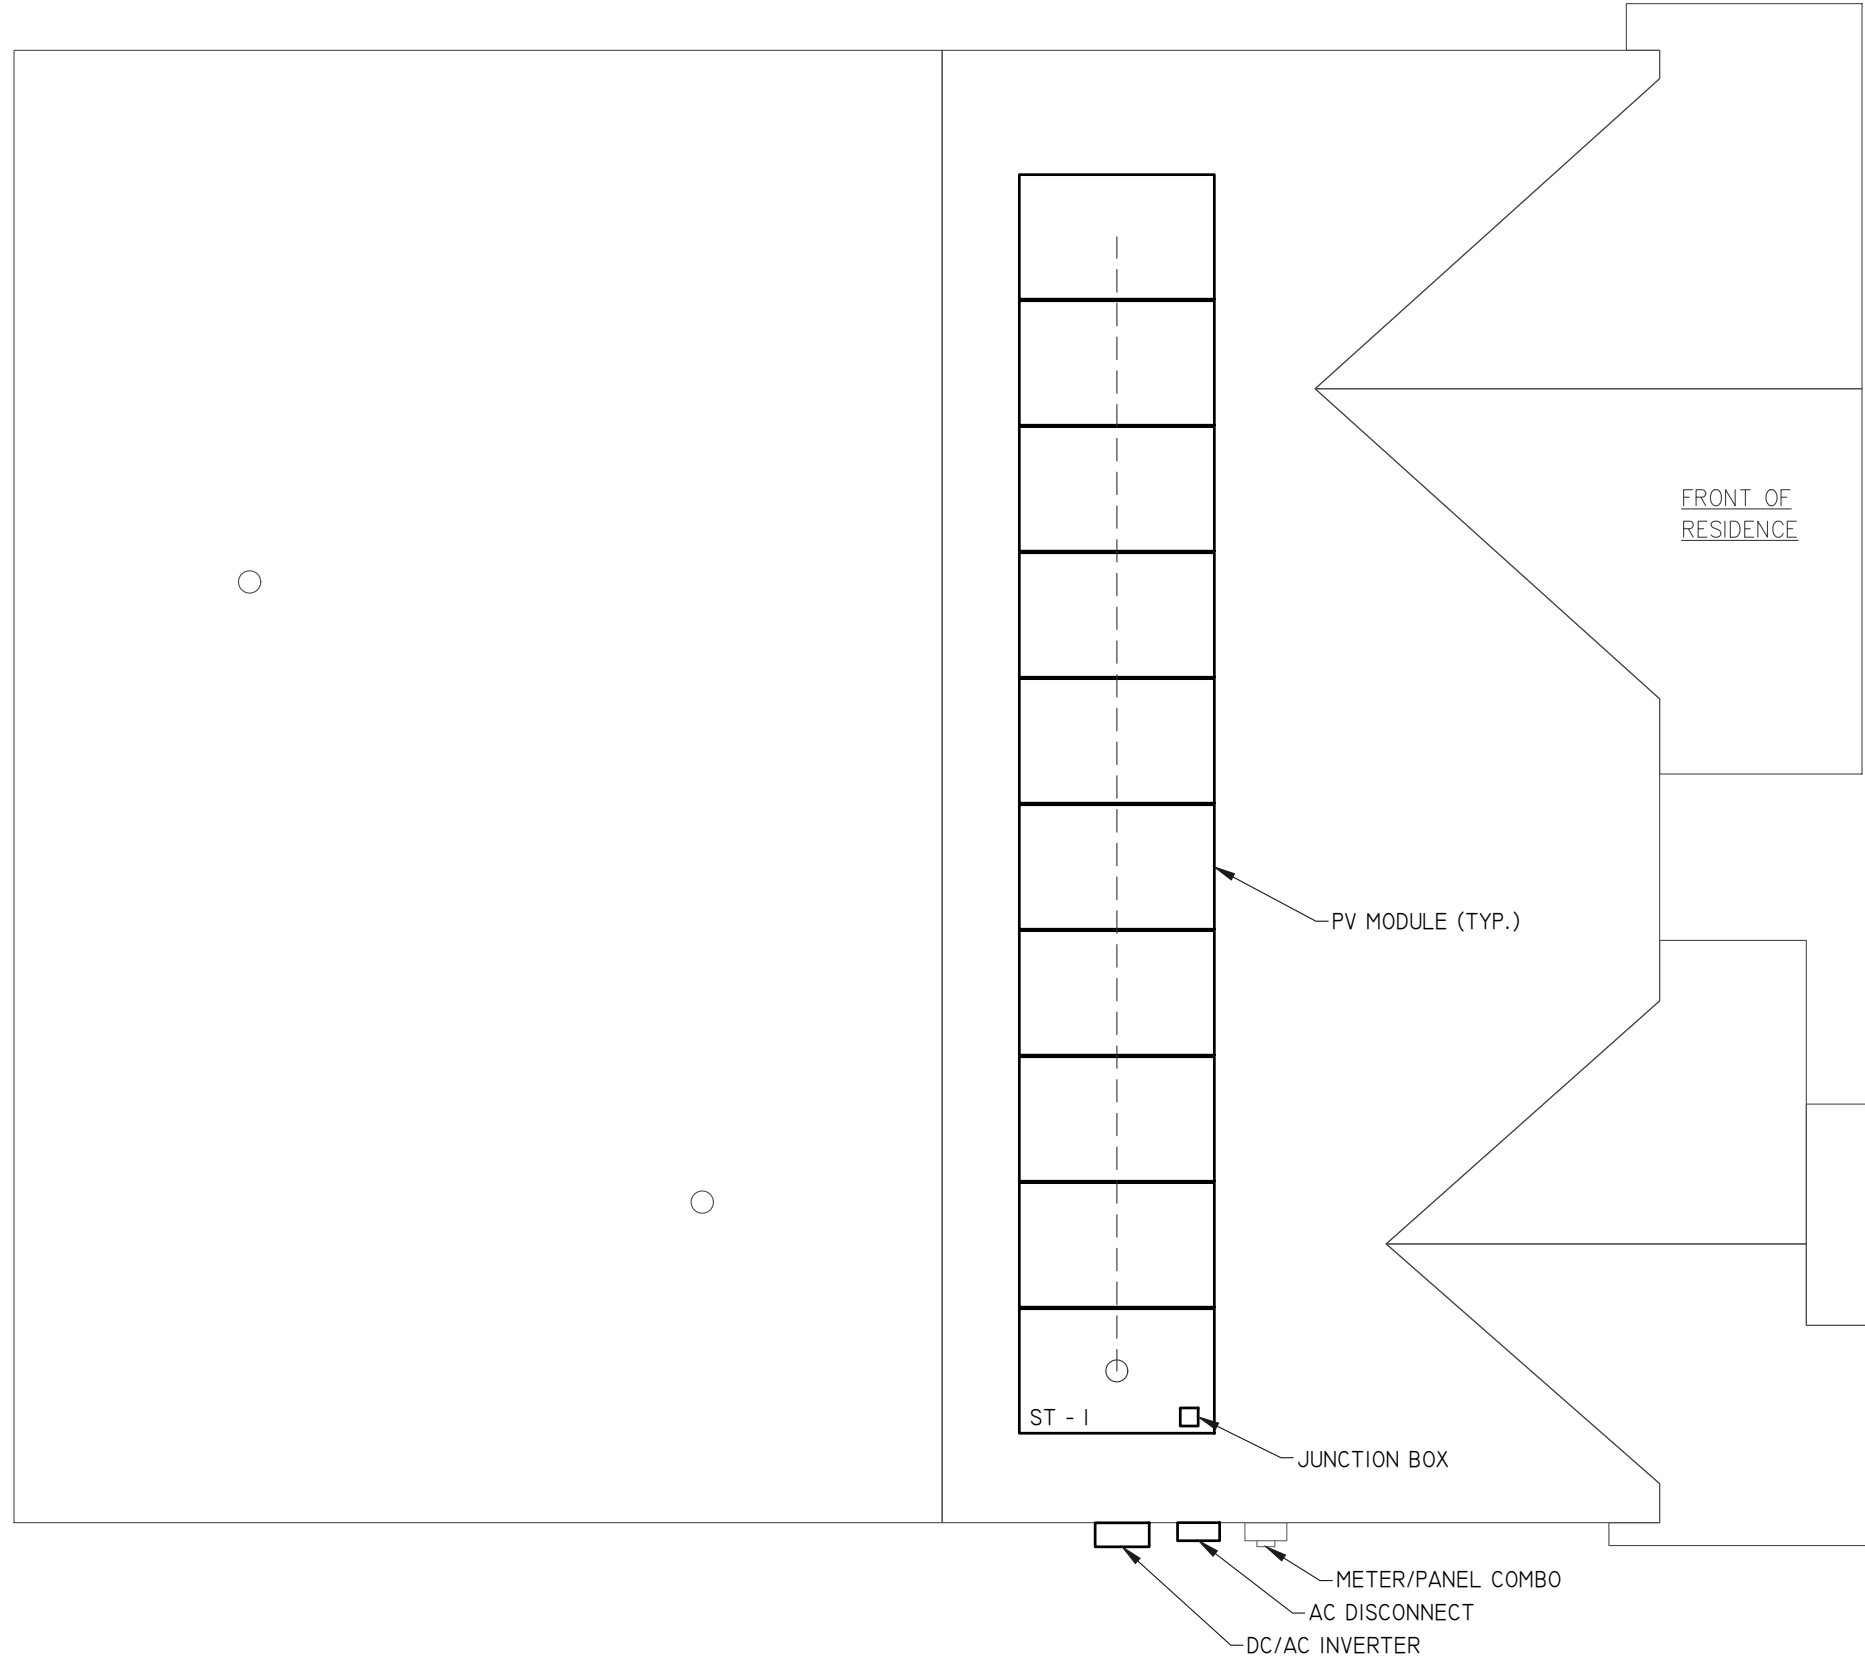 FRONT OF
RESIDENCE
PV MODULE (TYP.)
ST - 1
JUNCTION BOX
METER/PANEL COMBO
AC DISCONNECT
DC/AC INVERTER